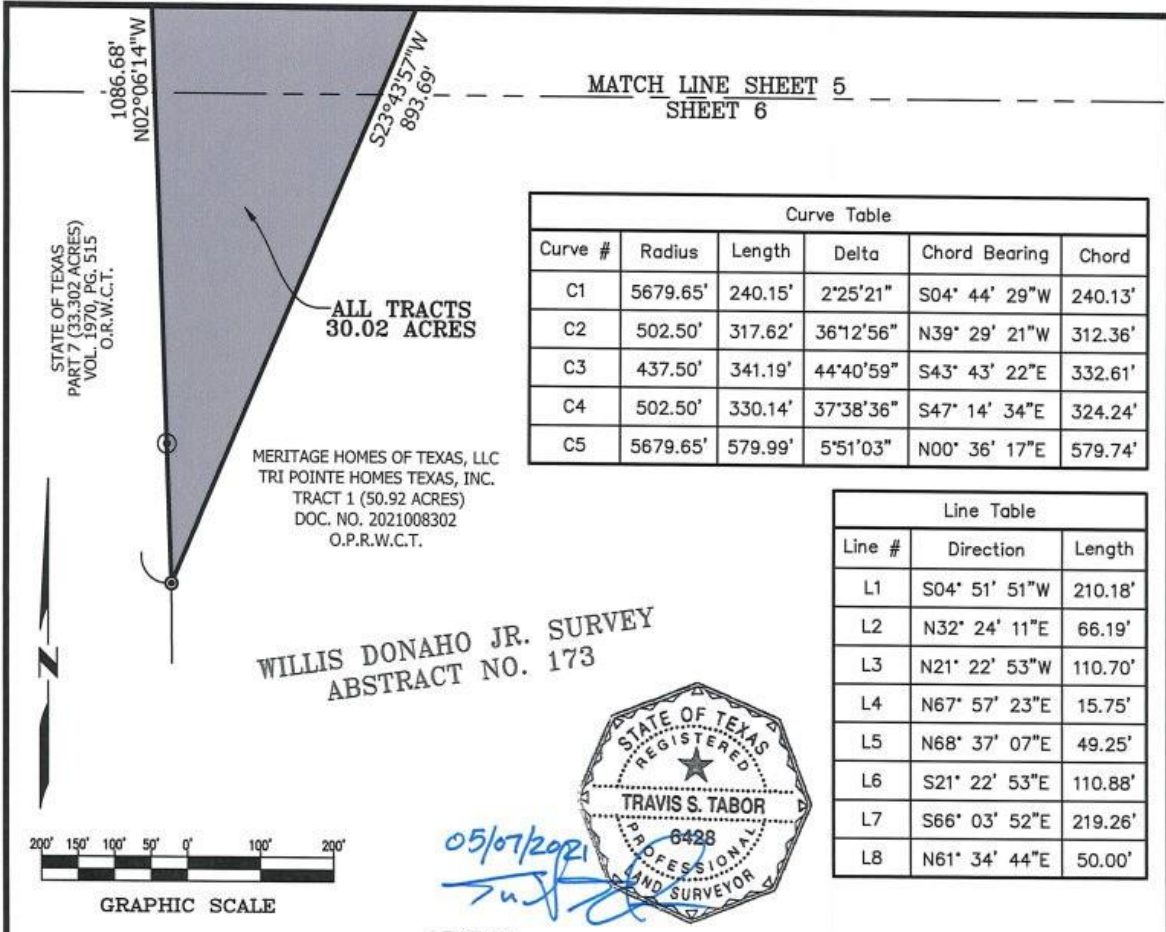 1086.68'
N02°06'14"W
S23°43'57"W
893.69'
MATCH LINE SHEET 5
SHEET 6
STATE OF TEXAS
PART 7 (33.302 ACRES)
VOL. 1970, PG. 515
O.R.W.C.T.
ALL TRACTS
30.02 ACRES
Curve Table
Curve # Radius Length Delta Chord Bearing Chord
C1 5679.65' 240.15' 2°25'21" S04° 44' 29"W 240.13'
C2 502.50' 317.62' 36°12'56" N39° 29' 21"W 312.36'
C3 437.50' 341.19' 44°40'59" S43° 43' 22"E 332.61'
C4 502.50' 330.14' 37°38'36" S47° 14' 34"E 324.24'
C5 5679.65' 579.99' 5°51'03" N00° 36' 17"E 579.74'
MERITAGE HOMES OF TEXAS, LLC
TRI POINTE HOMES TEXAS, INC.
TRACT 1 (50.92 ACRES)
DOC. NO. 2021008302
O.P.R.W.C.T.
Line Table
Line # Direction Length
L1 S04° 51' 51"W 210.18'
L2 N32° 24' 11"E 66.19'
L3 N21° 22' 53"W 110.70'
L4 N67° 57' 23"E 15.75'
L5 N68° 37' 07"E 49.25'
L6 S21° 22' 53"E 110.88'
L7 S66° 03' 52"E 219.26'
L8 N61° 34' 44"E 50.00'
N
WILLIS DONAHO JR. SURVEY
ABSTRACT NO. 173
STATE OF TEXAS
REGISTERED
TRAVIS S. TABOR
6428
PROFESSIONAL
LAND SURVEYOR
05/07/2021
200' 150' 100' 50' 0' 100' 200'
GRAPHIC SCALE